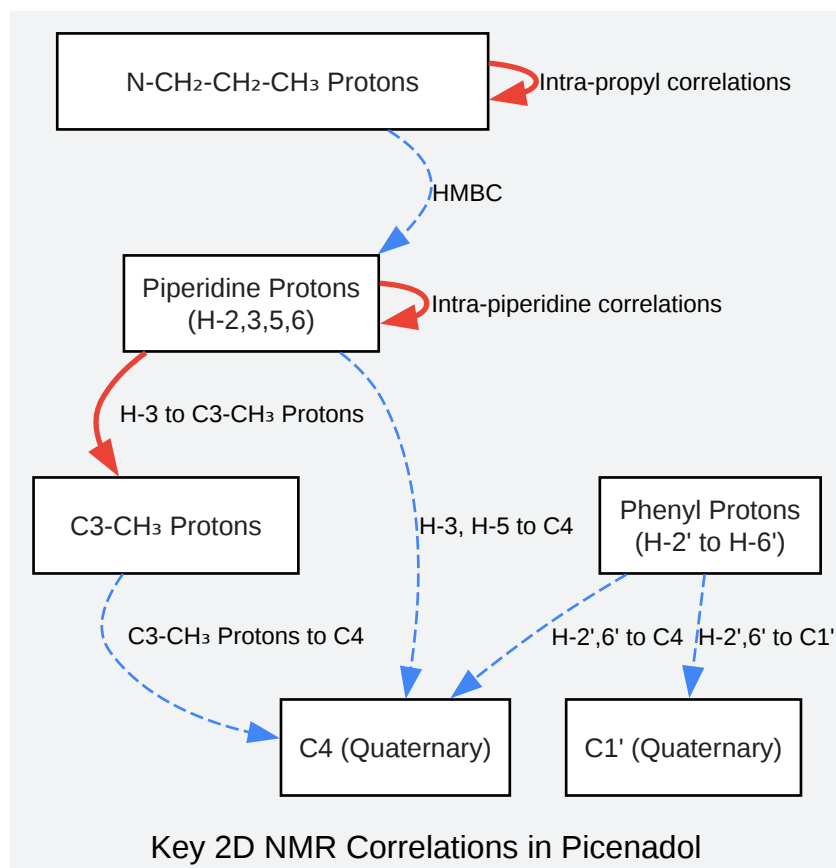 N-CH₂-CH₂-CH₃ Protons
Intra-propyl correlations
HMBC
Piperidine Protons
(H-2,3,5,6)
Intra-piperidine correlations
H-3 to C3-CH₃ Protons
C3-CH₃ Protons
H-3, H-5 to C4
Phenyl Protons
(H-2' to H-6')
C3-CH₃ Protons to C4
H-2',6' to C4
H-2',6' to C1'
C4 (Quaternary)
C1' (Quaternary)
Key 2D NMR Correlations in Picenadol